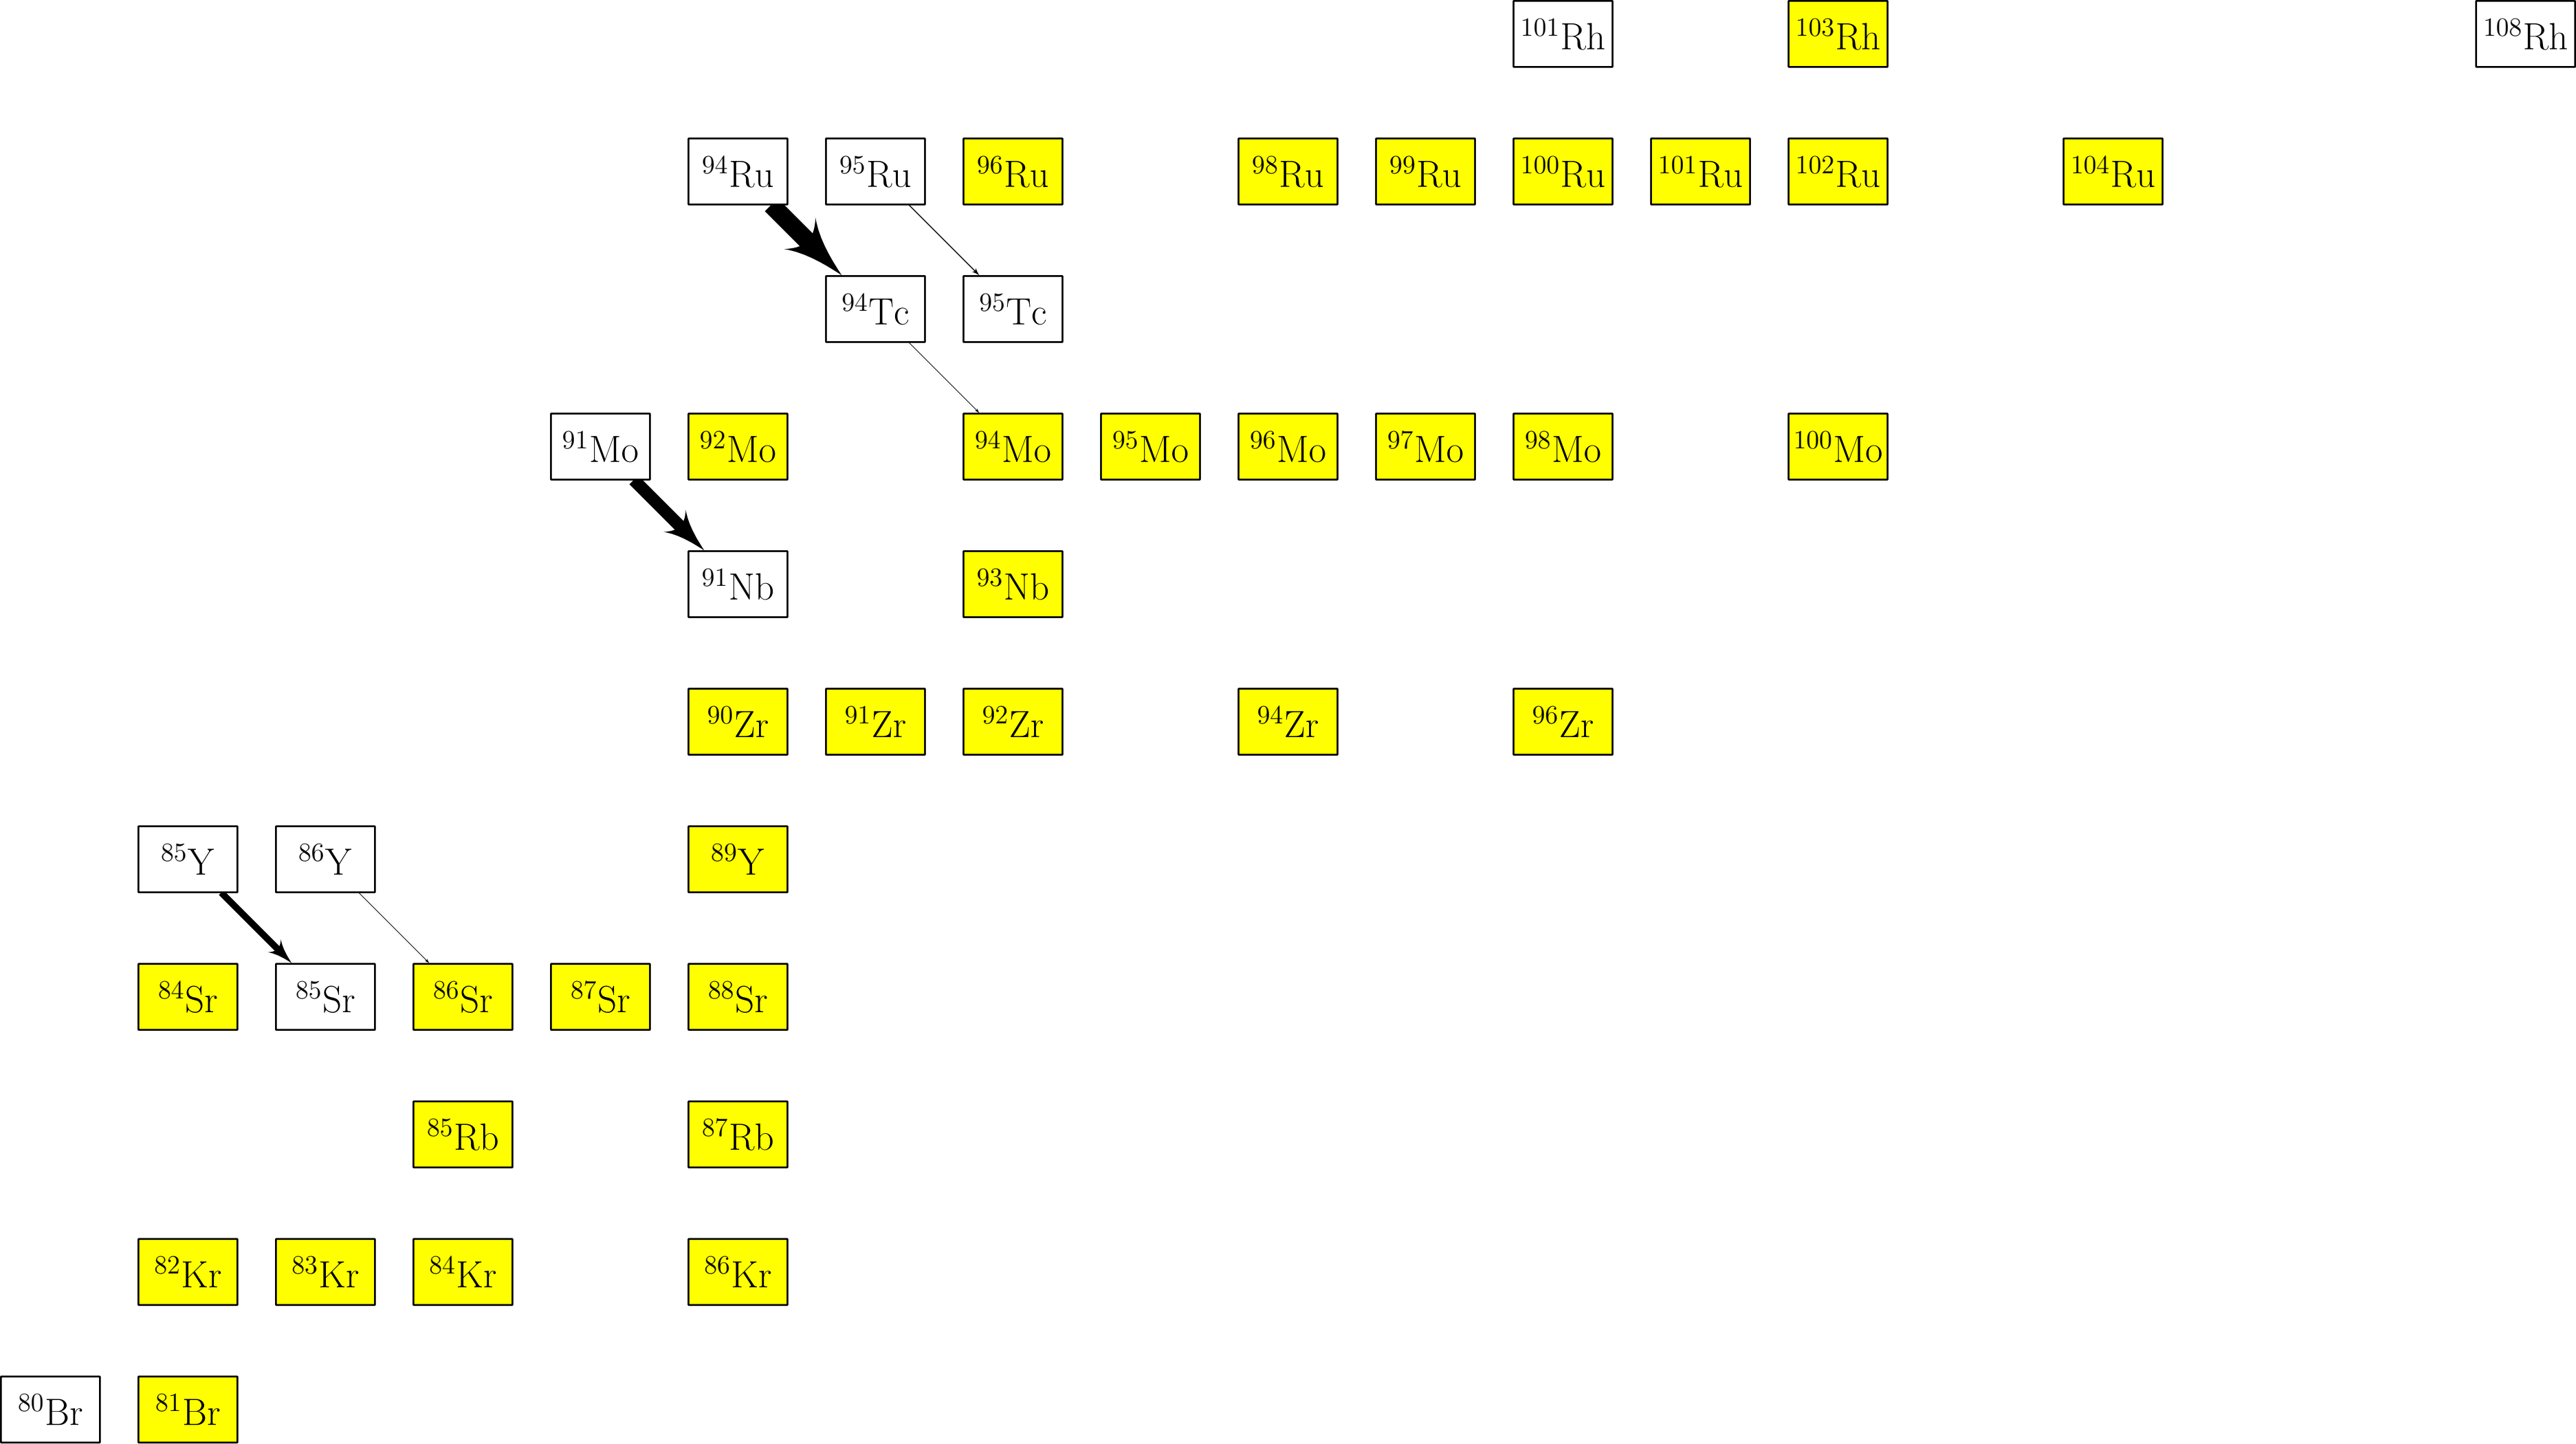 ¹⁰¹Rh ¹⁰³Rh ¹⁰⁸Rh
⁹⁴Ru ⁹⁵Ru ⁹⁶Ru ⁹⁸Ru ⁹⁹Ru ¹⁰⁰Ru ¹⁰¹Ru ¹⁰²Ru ¹⁰⁴Ru
⁹⁴Tc ⁹⁵Tc
⁹¹Mo ⁹²Mo ⁹⁴Mo ⁹⁵Mo ⁹⁶Mo ⁹⁷Mo ⁹⁸Mo ¹⁰⁰Mo
⁹¹Nb ⁹³Nb
⁹⁰Zr ⁹¹Zr ⁹²Zr ⁹⁴Zr ⁹⁶Zr
⁸⁵Y ⁸⁶Y ⁸⁹Y
⁸⁴Sr ⁸⁵Sr ⁸⁶Sr ⁸⁷Sr ⁸⁸Sr
⁸⁵Rb ⁸⁷Rb
⁸²Kr ⁸³Kr ⁸⁴Kr ⁸⁶Kr
⁸⁰Br ⁸¹Br